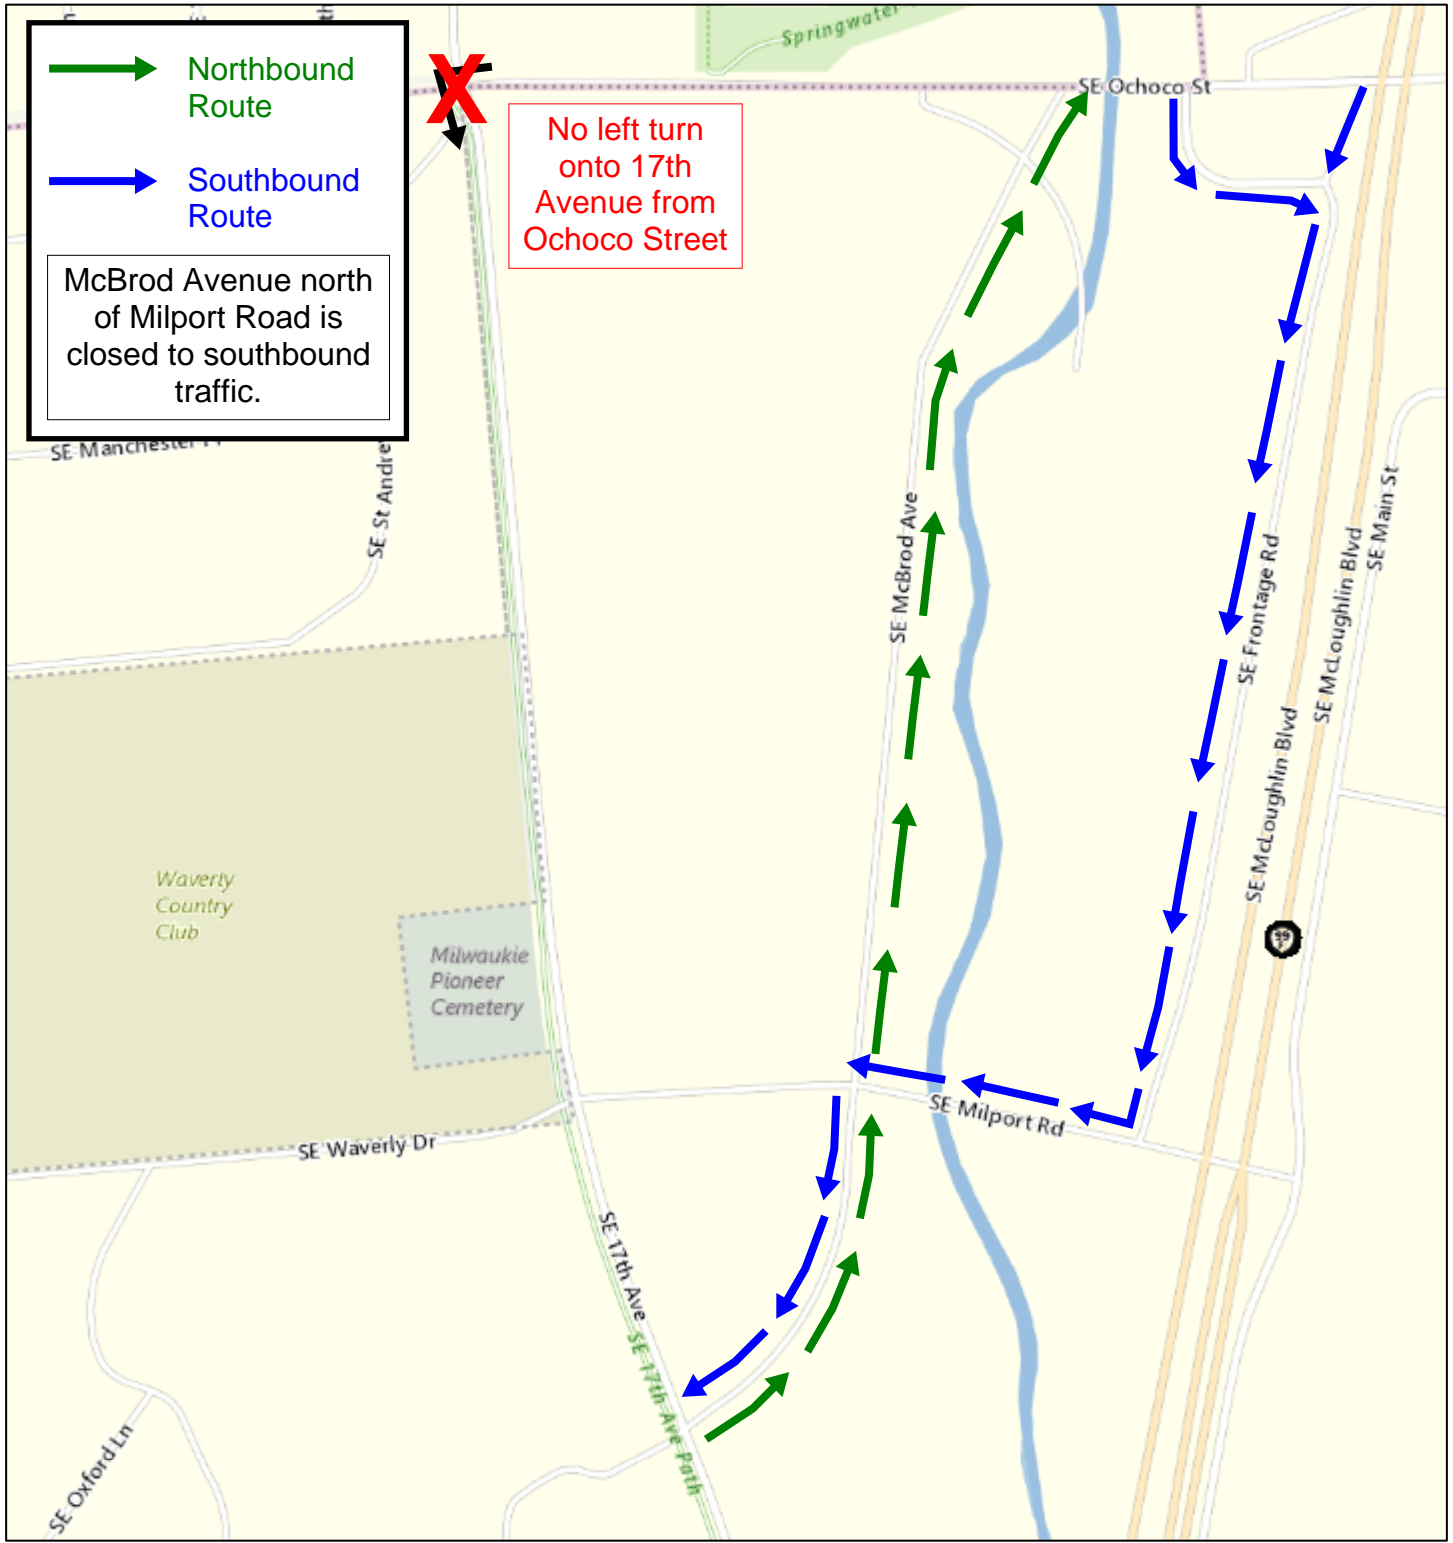 Northbound
Route
Southbound
Route
McBrod Avenue north
of Milport Road is
closed to southbound
traffic.
X
No left turn
onto 17th
Avenue from
Ochoco Street
Springwater
SE Ochoco St
SE Manchester
SE St Andre
SE McBrod Ave
SE Frontage Rd
SE McLoughlin Blvd
SE Main St
SE McLoughlin Blvd
Waverly
Country
Club
Milwaukie
Pioneer
Cemetery
99
SE Milport Rd
SE Waverly Dr
SE 17th Ave
SE 17th Ave Path
SE Oxford Ln